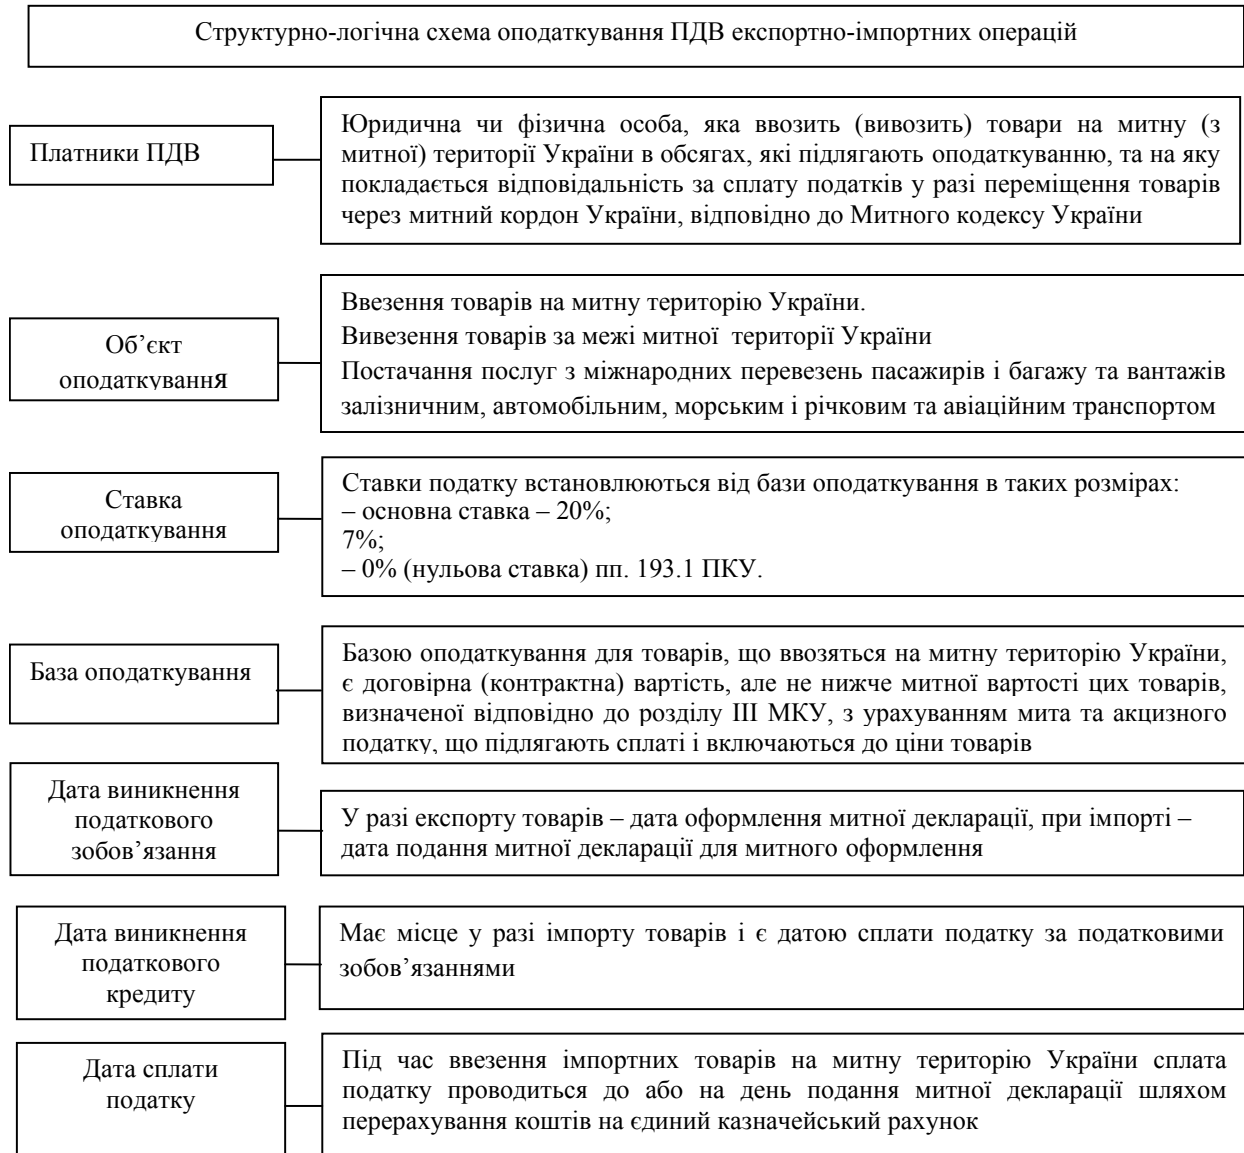 Структурно-логічна схема оподаткування ПДВ експортно-імпортних операцій
Платники ПДВ
Юридична чи фізична особа, яка ввозить (вивозить) товари на митну (з
митної) території України в обсягах, які підлягають оподаткуванню, та на яку
покладається відповідальність за сплату податків у разі переміщення товарів
через митний кордон України, відповідно до Митного кодексу України
Об’єкт
оподаткування
Ввезення товарів на митну територію України.
Вивезення товарів за межі митної території України
Постачання послуг з міжнародних перевезень пасажирів і багажу та вантажів
залізничним, автомобільним, морським і річковим та авіаційним транспортом
Ставка
оподаткування
Ставки податку встановлюються від бази оподаткування в таких розмірах:
– основна ставка – 20%;
7%;
– 0% (нульова ставка) пп. 193.1 ПКУ.
База оподаткування
Базою оподаткування для товарів, що ввозяться на митну територію України,
є договірна (контрактна) вартість, але не нижче митної вартості цих товарів,
визначеної відповідно до розділу III МКУ, з урахуванням мита та акцизного
податку, що підлягають сплаті і включаються до ціни товарів
Дата виникнення
податкового
зобов’язання
У разі експорту товарів – дата оформлення митної декларації, при імпорті –
дата подання митної декларації для митного оформлення
Дата виникнення
податкового
кредиту
Має місце у разі імпорту товарів і є датою сплати податку за податковими
зобов’язаннями
Дата сплати
податку
Під час ввезення імпортних товарів на митну територію України сплата
податку проводиться до або на день подання митної декларації шляхом
перерахування коштів на єдиний казначейський рахунок